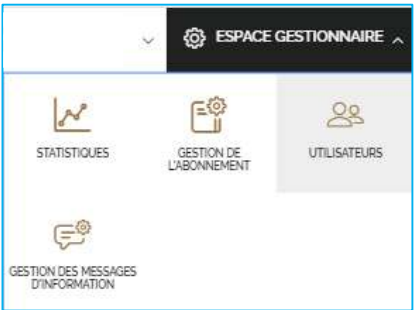 ESPACE GESTIONNAIRE
STATISTIQUES
GESTION DE
L'ABONNEMENT
UTILISATEURS
GESTION DES MESSAGES
D'INFORMATION